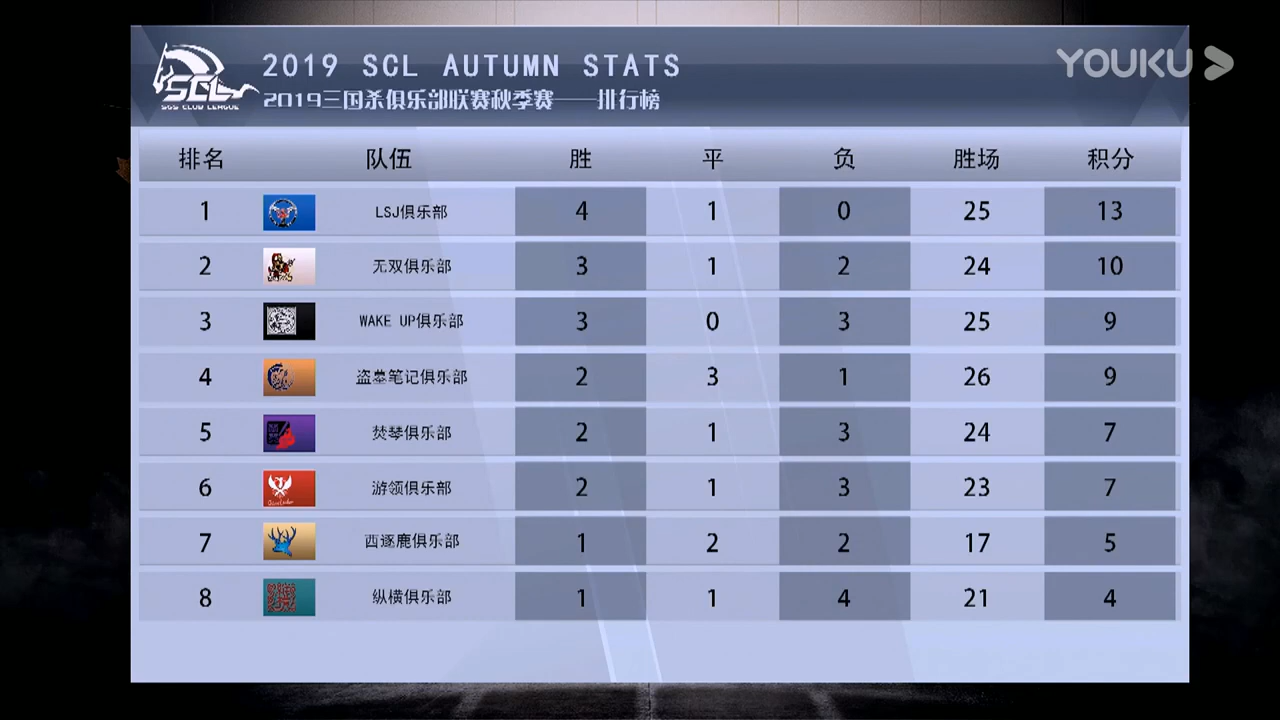 2019 SCL AUTUMN STATS
YOUKU
SCL
SGS CLUB LEAGUE
2019三国杀俱乐部联赛秋季赛——排行榜
排名 队伍 胜 平 负 胜场 积分
1 LSJ俱乐部 4 1 0 25 13
2 无双俱乐部 3 1 2 24 10
3 WAKE UP俱乐部 3 0 3 25 9
4 盗墓笔记俱乐部 2 3 1 26 9
5 焚琴俱乐部 2 1 3 24 7
6 游领俱乐部 2 1 3 23 7
7 西逐鹿俱乐部 1 2 2 17 5
8 纵横俱乐部 1 1 4 21 4